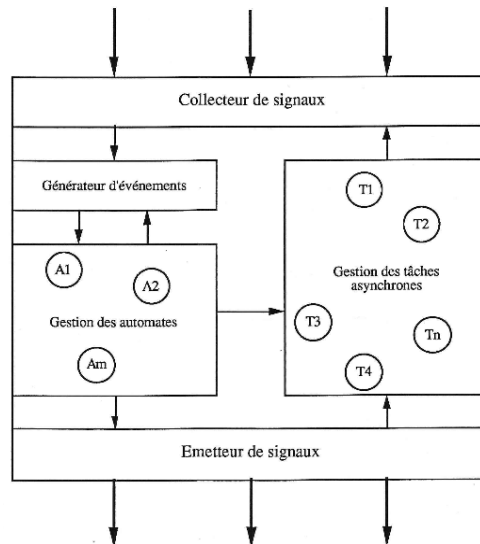 Collecteur de signaux
Générateur d'événements
T1
T2
A1
A2
Gestion des tâches
asynchrones
Gestion des automates
T3
Tn
Am
T4
Emetteur de signaux